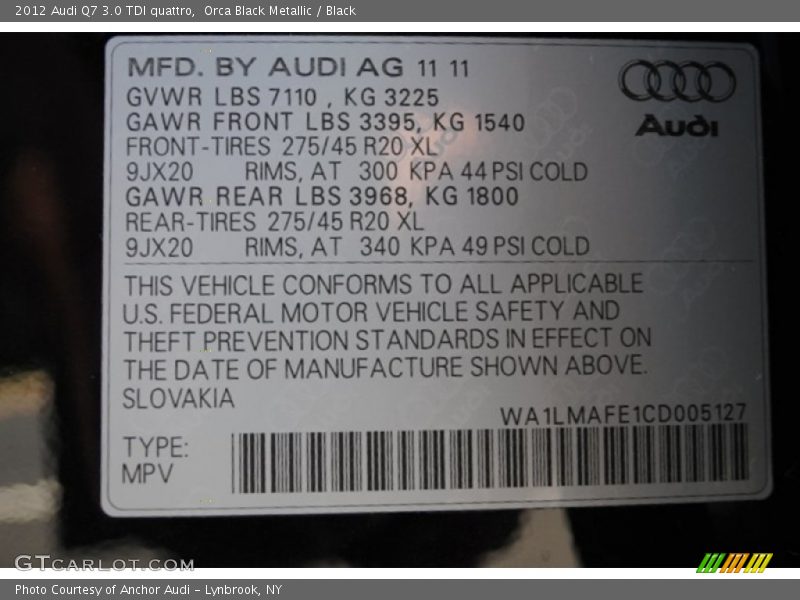 2012 Audi Q7 3.0 TDI quattro,  Orca Black Metallic / Black
MFD. BY AUDI AG 11 11
GVWR LBS 7110 , KG 3225
GAWR FRONT LBS 3395, KG 1540
FRONT-TIRES 275/45 R20 XL
9JX20 RIMS, AT 300 KPA 44 PSI COLD
GAWR REAR LBS 3968, KG 1800
REAR-TIRES 275/45 R20 XL
9JX20 RIMS, AT 340 KPA 49 PSI COLD
Audi
THIS VEHICLE CONFORMS TO ALL APPLICABLE
U.S. FEDERAL MOTOR VEHICLE SAFETY AND
THEFT PREVENTION STANDARDS IN EFFECT ON
THE DATE OF MANUFACTURE SHOWN ABOVE.
SLOVAKIA
WA1LMAFE1CD005127
TYPE:
MPV
GTCARLOT.COM
Photo Courtesy of Anchor Audi – Lynbrook, NY